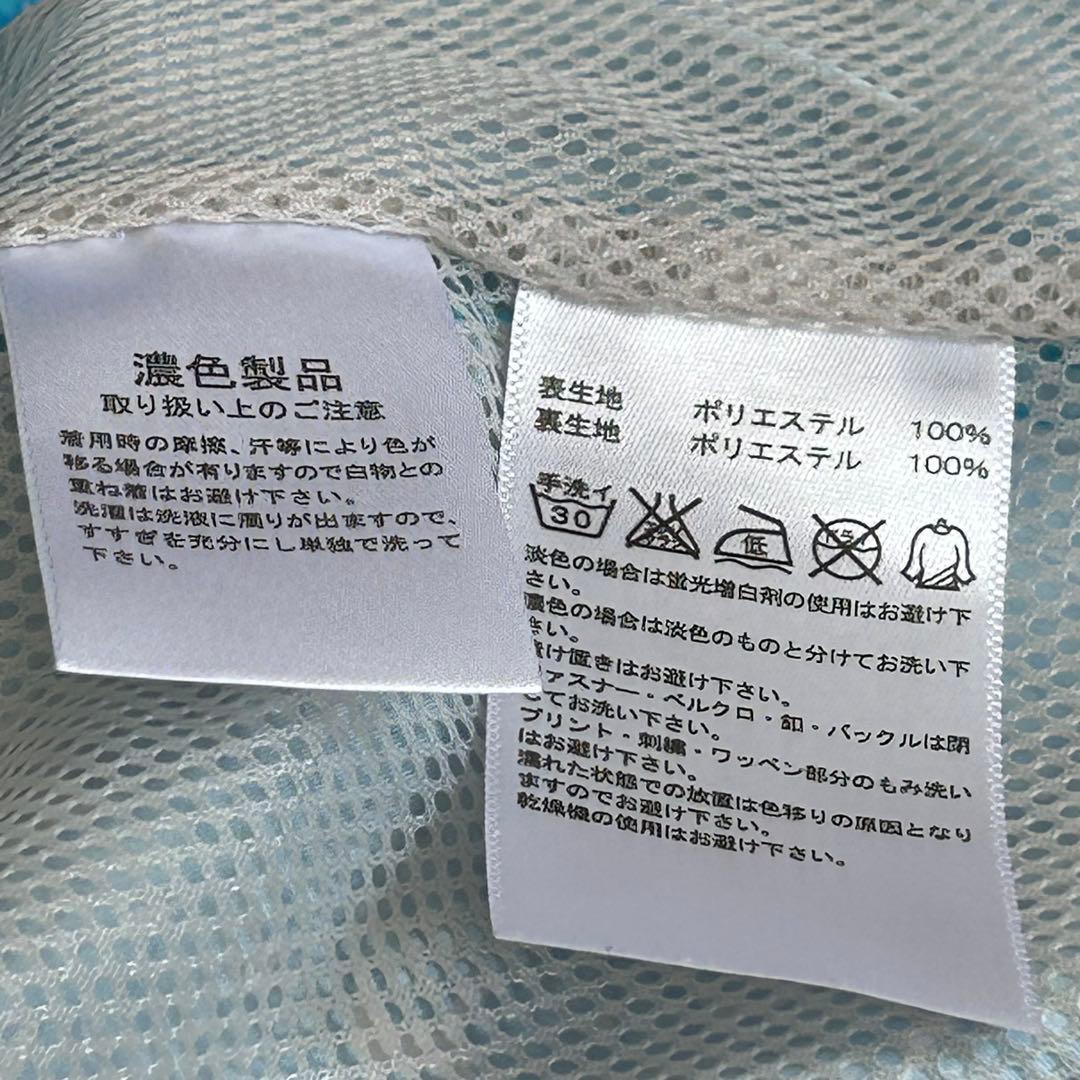 濃色製品
取り扱い上のご注意
着用時の摩擦、汗等により色が
移る場合が有りますので白物との
重ね着はお避け下さい。
洗濯は洗液に濁りが出ますので、
すすぎを充分にし単独で洗って
下さい。
表生地 ポリエステル 100%
裏生地 ポリエステル 100%
手洗イ
30
低
淡色の場合は蛍光増白剤の使用はお避け下
さい。
濃色の場合は淡色のものと分けてお洗い下
さい。
漬け置きはお避け下さい。
ファスナー・ベルクロ・釦・バックルは閉
してお洗い下さい。
プリント・刺繍・ワッペン部分のもみ洗い
はお避け下さい。
濡れた状態での放置は色移りの原因となり
ますのでお避け下さい。
乾燥機の使用はお避け下さい。